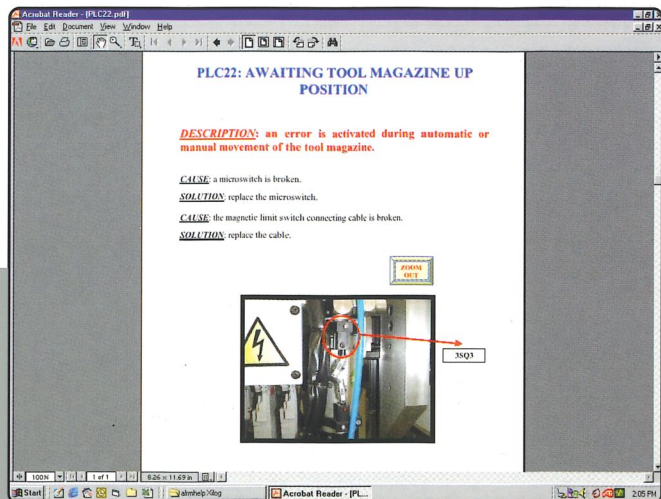 Acrobat Reader - [PLC22.pdf]
File Edit Document View Window Help
PLC22: AWAITING TOOL MAGAZINE UP
POSITION
DESCRIPTION: an error is activated during automatic or
manual movement of the tool magazine.
CAUSE: a microswitch is broken.
SOLUTION: replace the microswitch.
CAUSE: the magnetic limit switch connecting cable is broken.
SOLUTION: replace the cable.
ZOOM
OUT
3SQ3
100%
1 of 1
8.26 x 11.69 in
Start
almhelpXilog
Acrobat Reader - [PL...
2:05 PM